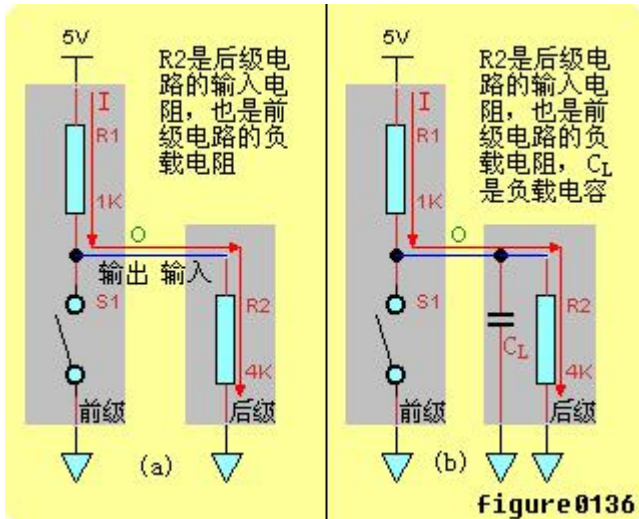 5V
R2是后级电
路的输入电
阻，也是前
级电路的负
载电阻
I
R1
1K
O
输出 输入
S1
R2
4K
前级
后级
(a)
5V
R2是后级电
路的输入电
阻，也是前
级电路的负
载电阻，CL
是负载电容
I
R1
1K
O
S1
R2
CL
4K
前级
后级
(b)
figure0136